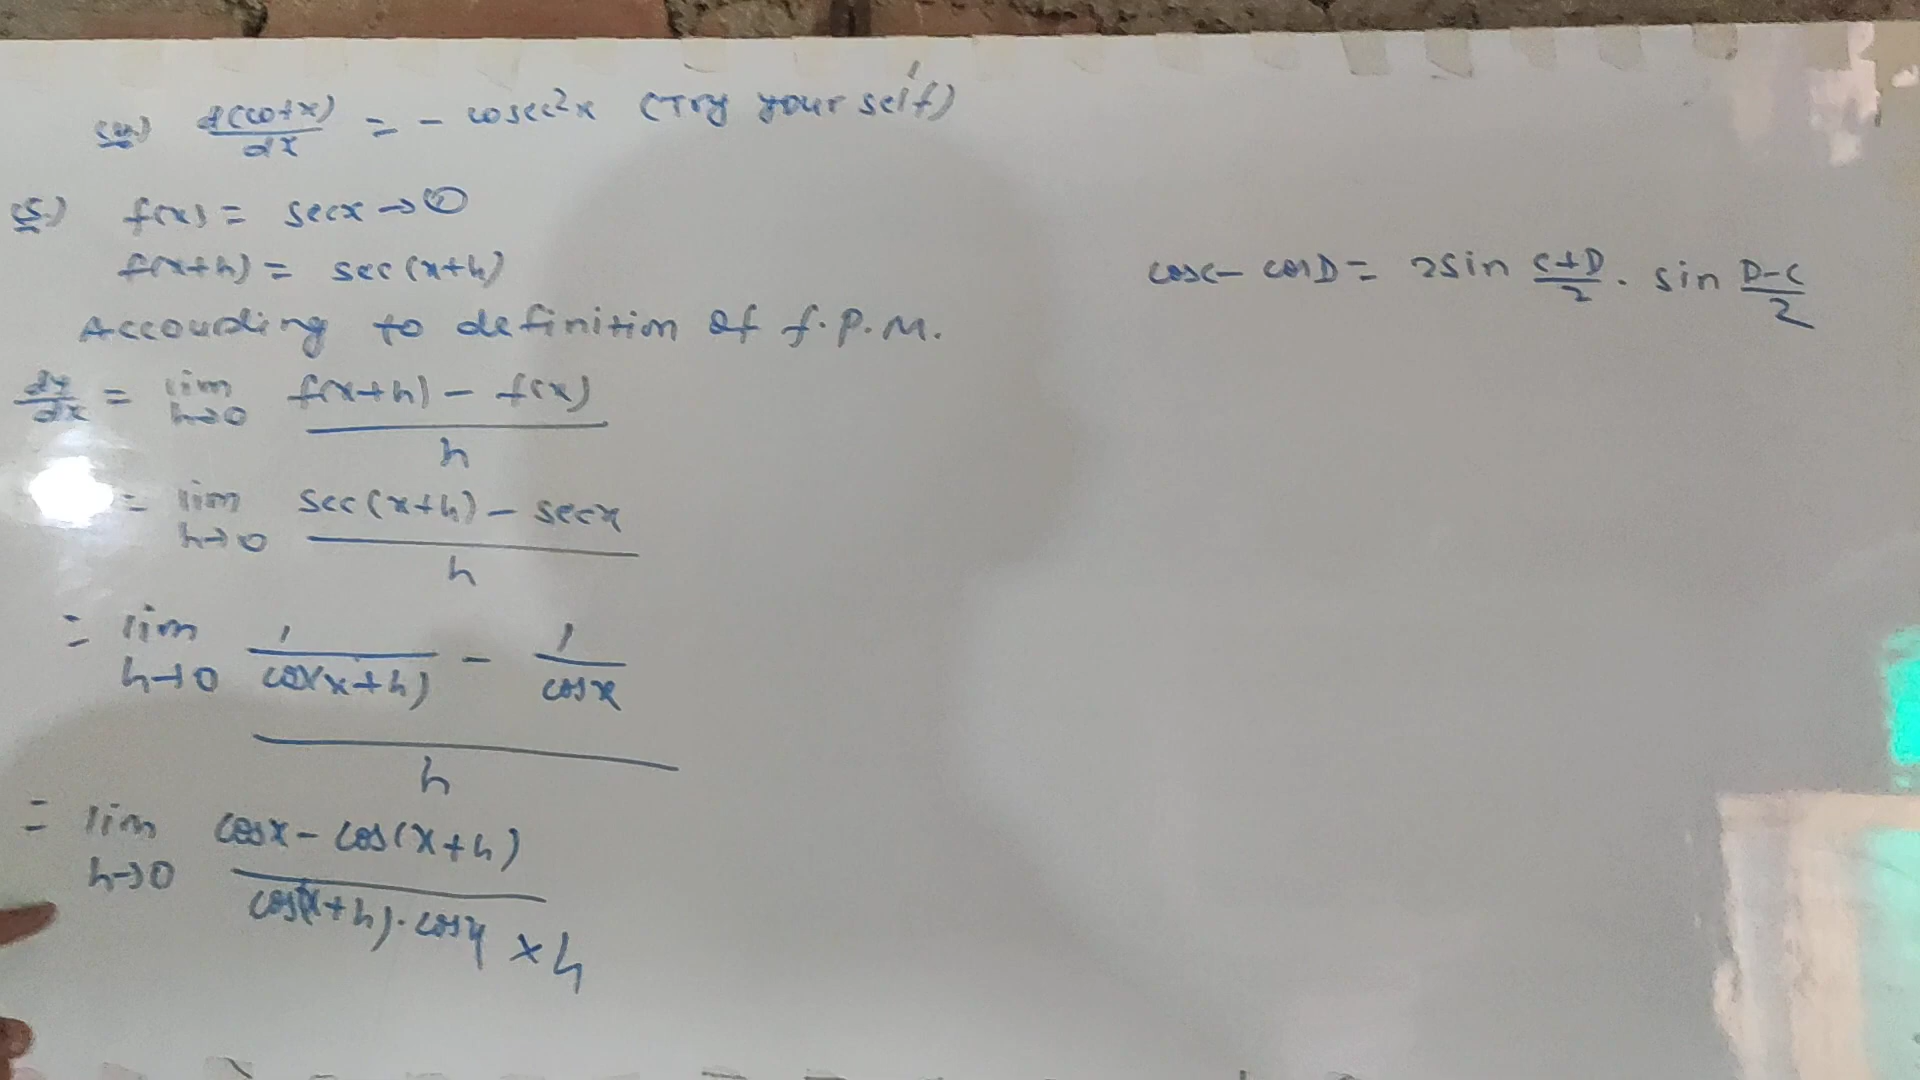 (4.) d(cotx)/dx = - cosec²x (Try your self)
(5.) f(x) = secx → ①
f(x+h) = sec(x+h)
cosc - cosD = 2sin C+D/2 . sin D-C/2
Accourding to definition of f.P.M.
dy/dx = lim h→0 f(x+h) - f(x) / h
= lim h→0 sec(x+h) - secx / h
= lim h→0 1/cos(x+h) - 1/cosx / h
= lim h→0 cosx - cos(x+h) / cos(x+h).cosx × h